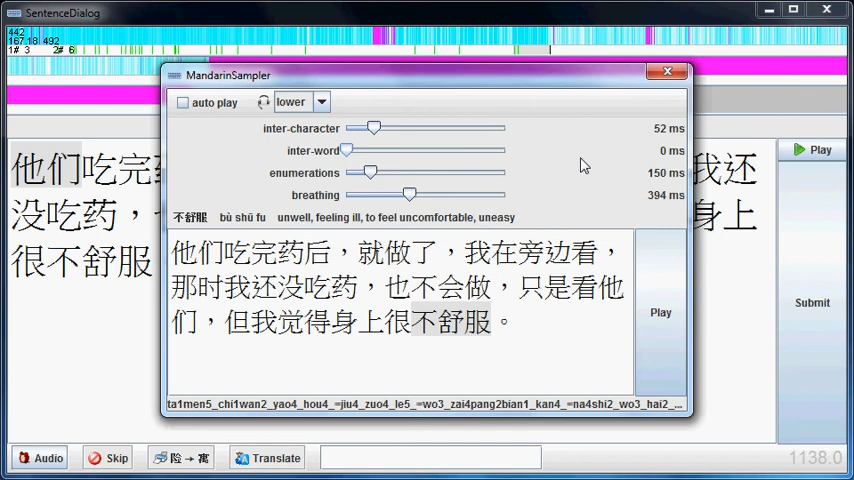 SentenceDialog
442
167 18 492
1# 3 2# 6
MandarinSampler
auto play lower
inter-character 52 ms
inter-word 0 ms
enumerations 150 ms
breathing 394 ms
不舒服 bù shū fu unwell, feeling ill, to feel uncomfortable, uneasy
他们吃完药后，就做了，我在旁边看，
那时我还没吃药，也不会做，只是看他
们，但我觉得身上很不舒服。
Play
ta1men5_chi1wan2_yao4_hou4_=jiu4_zuo4_le5_=wo3_zai4pang2bian1_kan4_=na4shi2_wo3_hai2_...
他们吃完 我还
没吃药， 身上
很不舒服
Play
Submit
Audio Skip 险→寓 Translate
1138.0